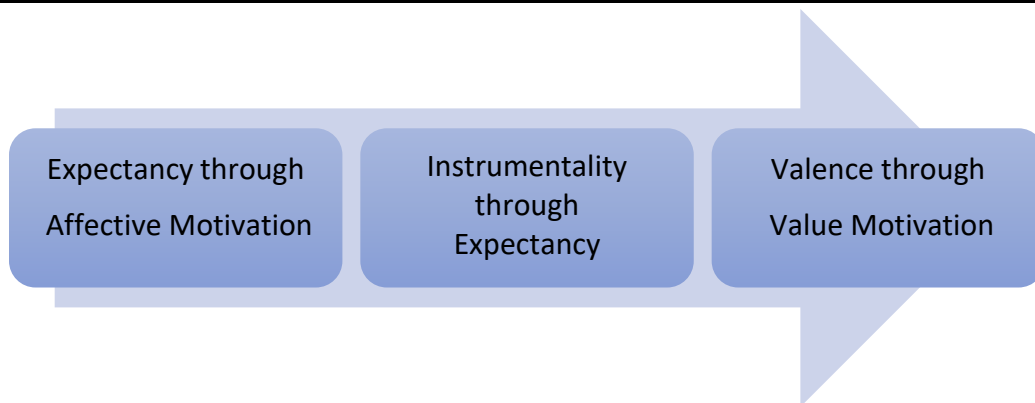 Expectancy through
Affective Motivation
Instrumentality
through
Expectancy
Valence through
Value Motivation